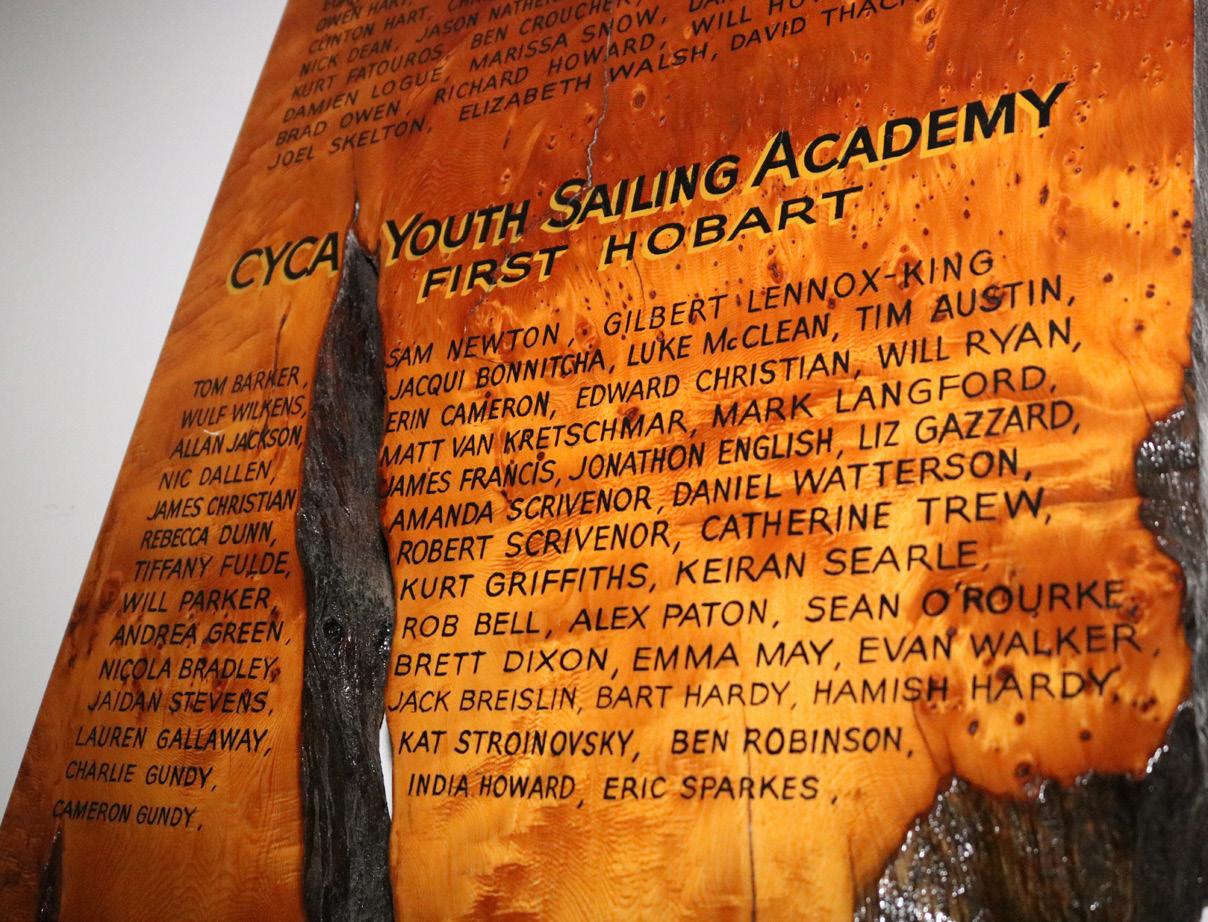 OWEN HART,
CLINTON HART,
NICK DEAN, JASON
KURT FATOUROS, BEN CROUCHER,
DAMIEN LOGUE, MARISSA SNOW,
BRAD OWEN, RICHARD HOWARD, WILL
JOEL SKELTON, ELIZABETH WALSH, DAVID
CYCA YOUTH SAILING ACADEMY
FIRST HOBART
SAM NEWTON, GILBERT LENNOX-KING
TOM BARKER, JACQUI BONNITCHA, LUKE McCLEAN, TIM AUSTIN,
WULF WILKENS, ERIN CAMERON, EDWARD CHRISTIAN, WILL RYAN,
ALLAN JACKSON, MATT VAN KRETSCHMAR, MARK LANGFORD,
NIC DALLEN, JAMES FRANCIS, JONATHON ENGLISH, LIZ GAZZARD,
JAMES CHRISTIAN AMANDA SCRIVENOR, DANIEL WATTERSON,
REBECCA DUNN, ROBERT SCRIVENOR, CATHERINE TREW,
TIFFANY FULDE, KURT GRIFFITHS, KEIRAN SEARLE,
WILL PARKER, ROB BELL, ALEX PATON, SEAN O'ROURKE,
ANDREA GREEN, BRETT DIXON, EMMA MAY, EVAN WALKER,
NICOLA BRADLEY, JACK BREISLIN, BART HARDY, HAMISH HARDY,
JAIDAN STEVENS, KAT STROINOVSKY, BEN ROBINSON,
LAUREN GALLAWAY, INDIA HOWARD, ERIC SPARKES,
CHARLIE GUNDY,
CAMERON GUNDY,